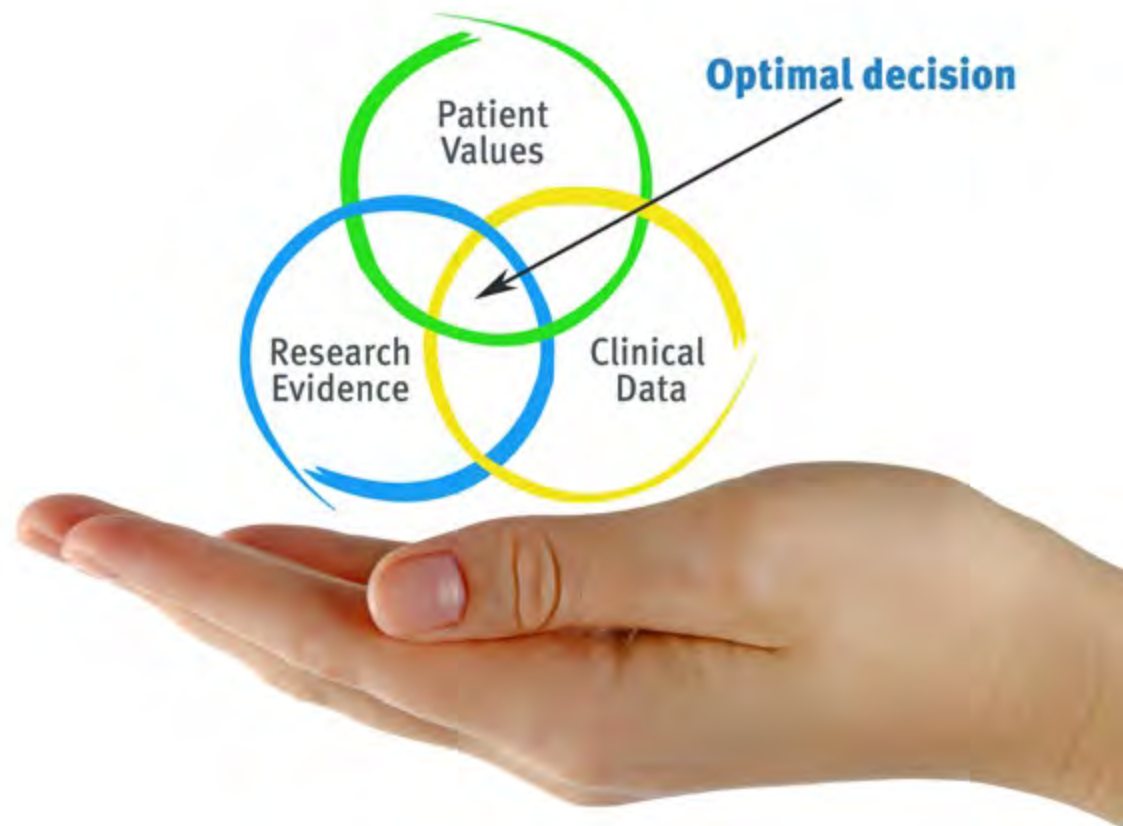 Patient
Values
Optimal decision
Research
Evidence
Clinical
Data